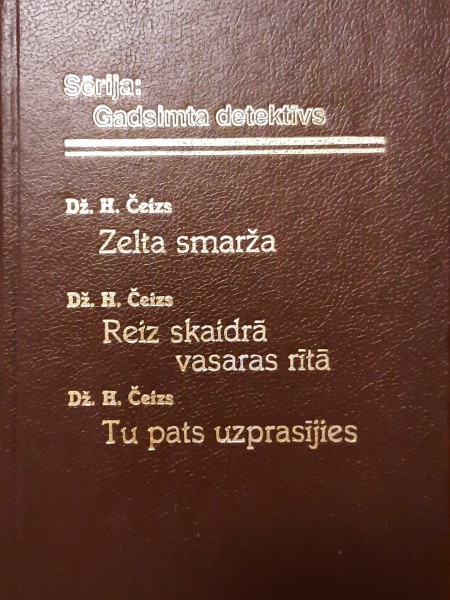 Sērija:
Gadsimta detektīvs
Dž. H. Čeizs
Zelta smarža
Dž. H. Čeizs
Reiz skaidrā
vasaras rītā
Dž. H. Čeizs
Tu pats uzprasījies